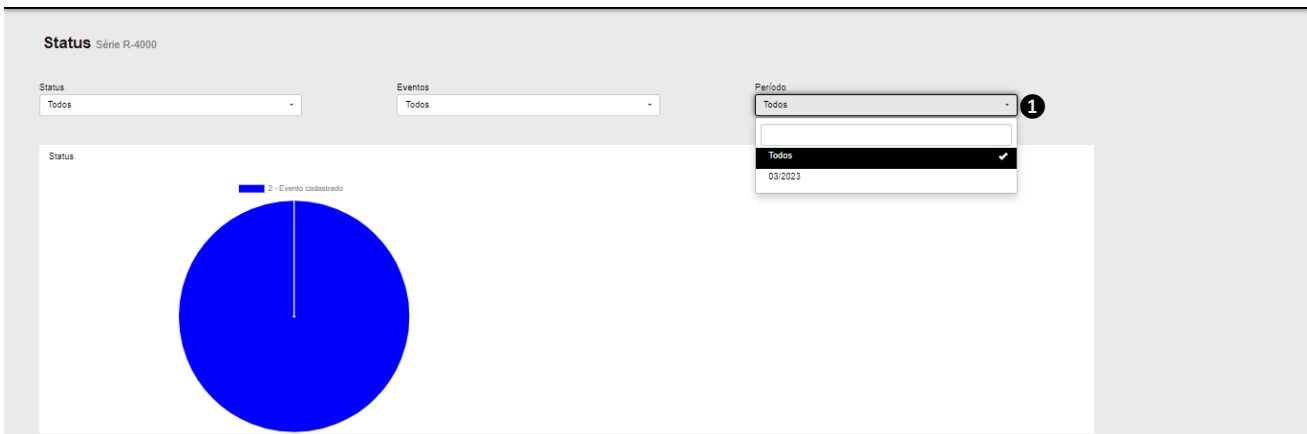 Status Série R-4000
Status
Todos
Eventos
Todos
Período
Todos
1
Todos
03/2023
Status
2 - Evento cadastrado